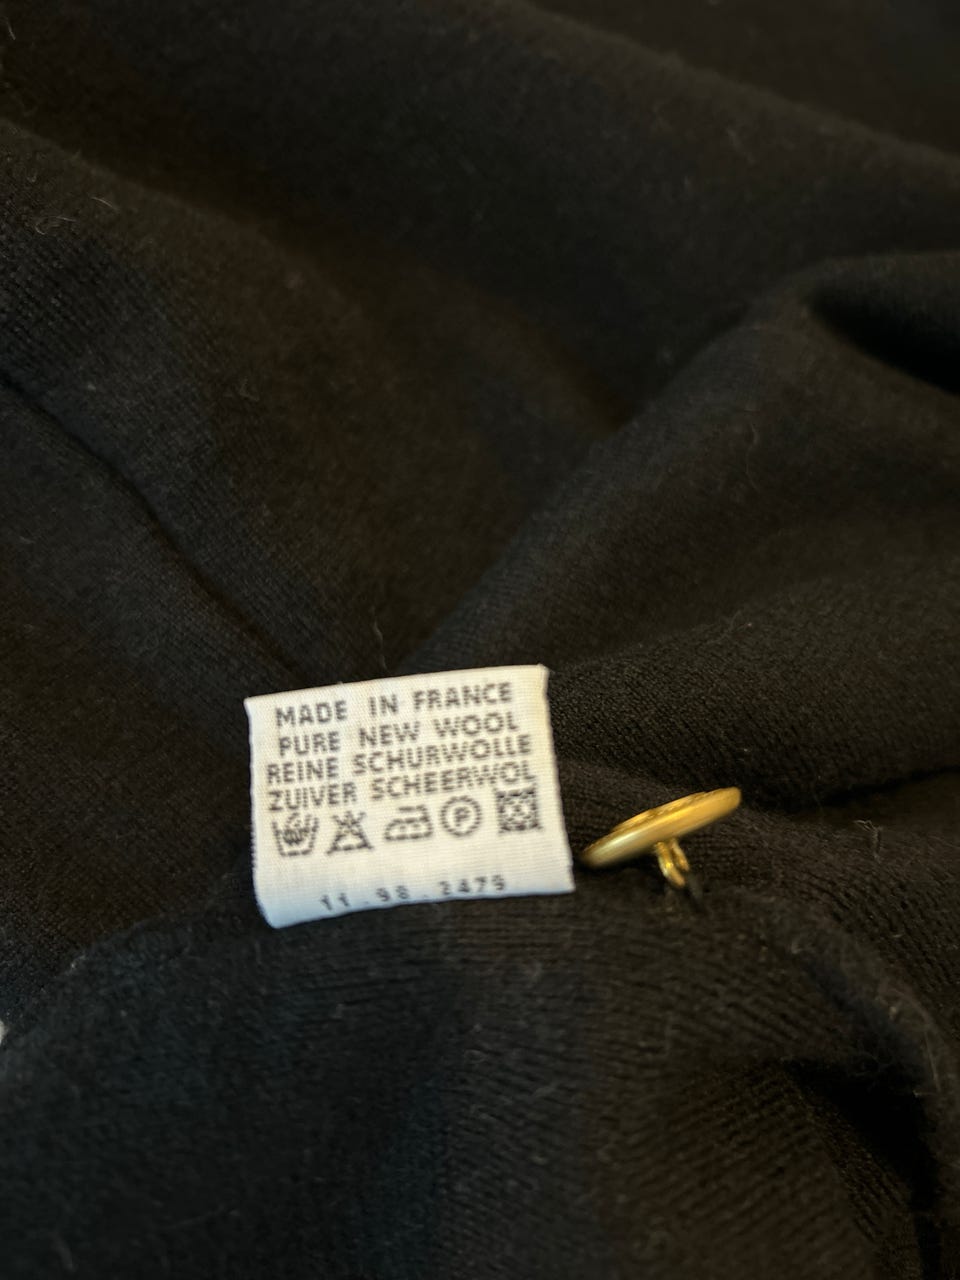 MADE IN FRANCE
PURE NEW WOOL
REINE SCHURWOLLE
ZUIVER SCHEERWOL
P
11.98.2479